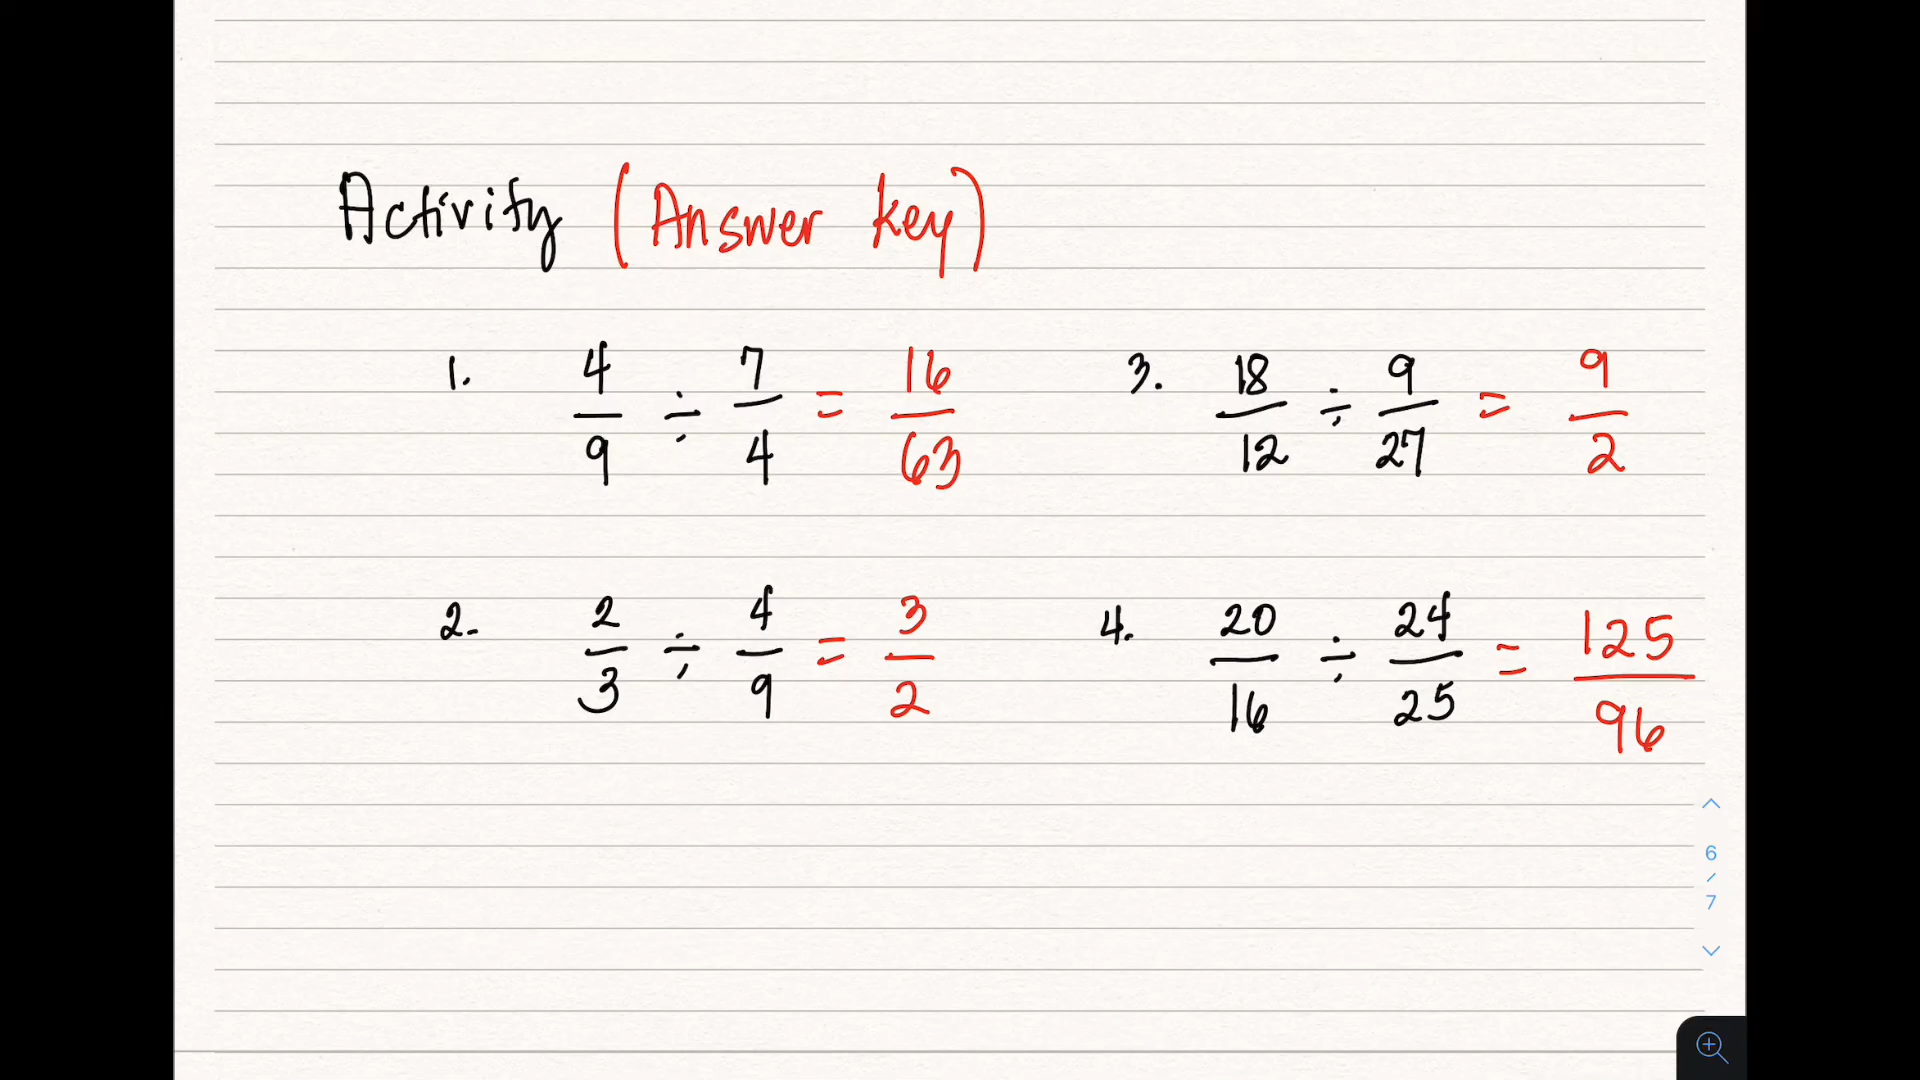 Activity (Answer key)
1. 4/9 ÷ 7/4 = 16/63
3. 18/12 ÷ 9/27 = 9/2
2. 2/3 ÷ 4/9 = 3/2
4. 20/16 ÷ 24/25 = 125/96
6
/
7